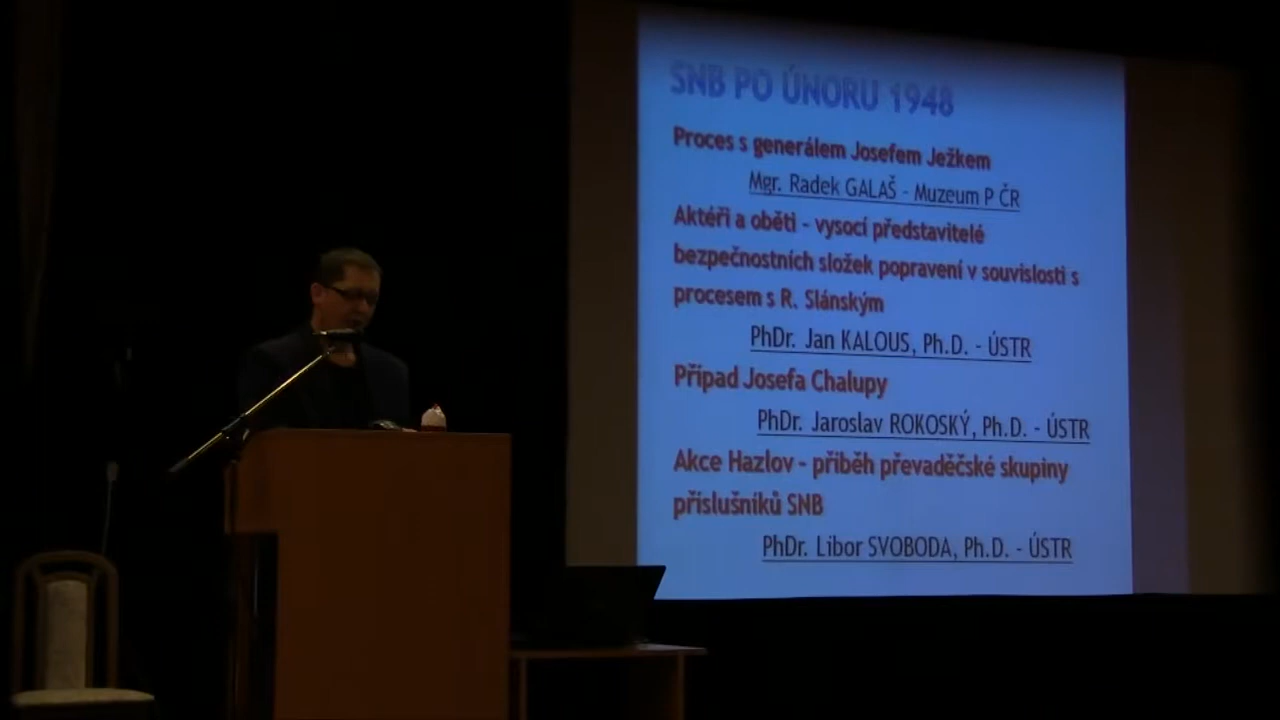 SNB PO ÚNORU 1948
Proces s generálem Josefem Ježkem
Mgr. Radek GALAŠ - Muzeum P ČR
Aktéři a oběti - vysocí představitelé
bezpečnostních složek popravení v souvislosti s
procesem s R. Slánským
PhDr. Jan KALOUS, Ph.D. - ÚSTR
Případ Josefa Chalupy
PhDr. Jaroslav ROKOSKÝ, Ph.D. - ÚSTR
Akce Hazlov - příběh převaděčské skupiny
příslušníků SNB
PhDr. Libor SVOBODA, Ph.D. - ÚSTR